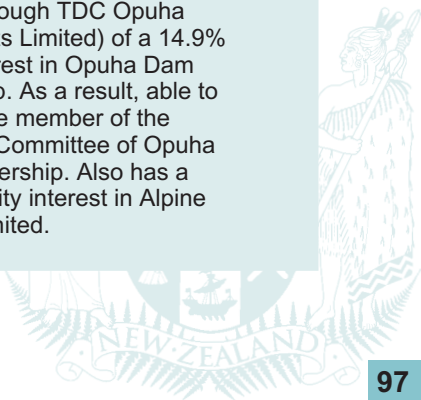 ough TDC Opuha
s Limited) of a 14.9%
rest in Opuha Dam
o. As a result, able to
e member of the
Committee of Opuha
ership. Also has a
ity interest in Alpine
mited.
NEW·ZEALAND
97